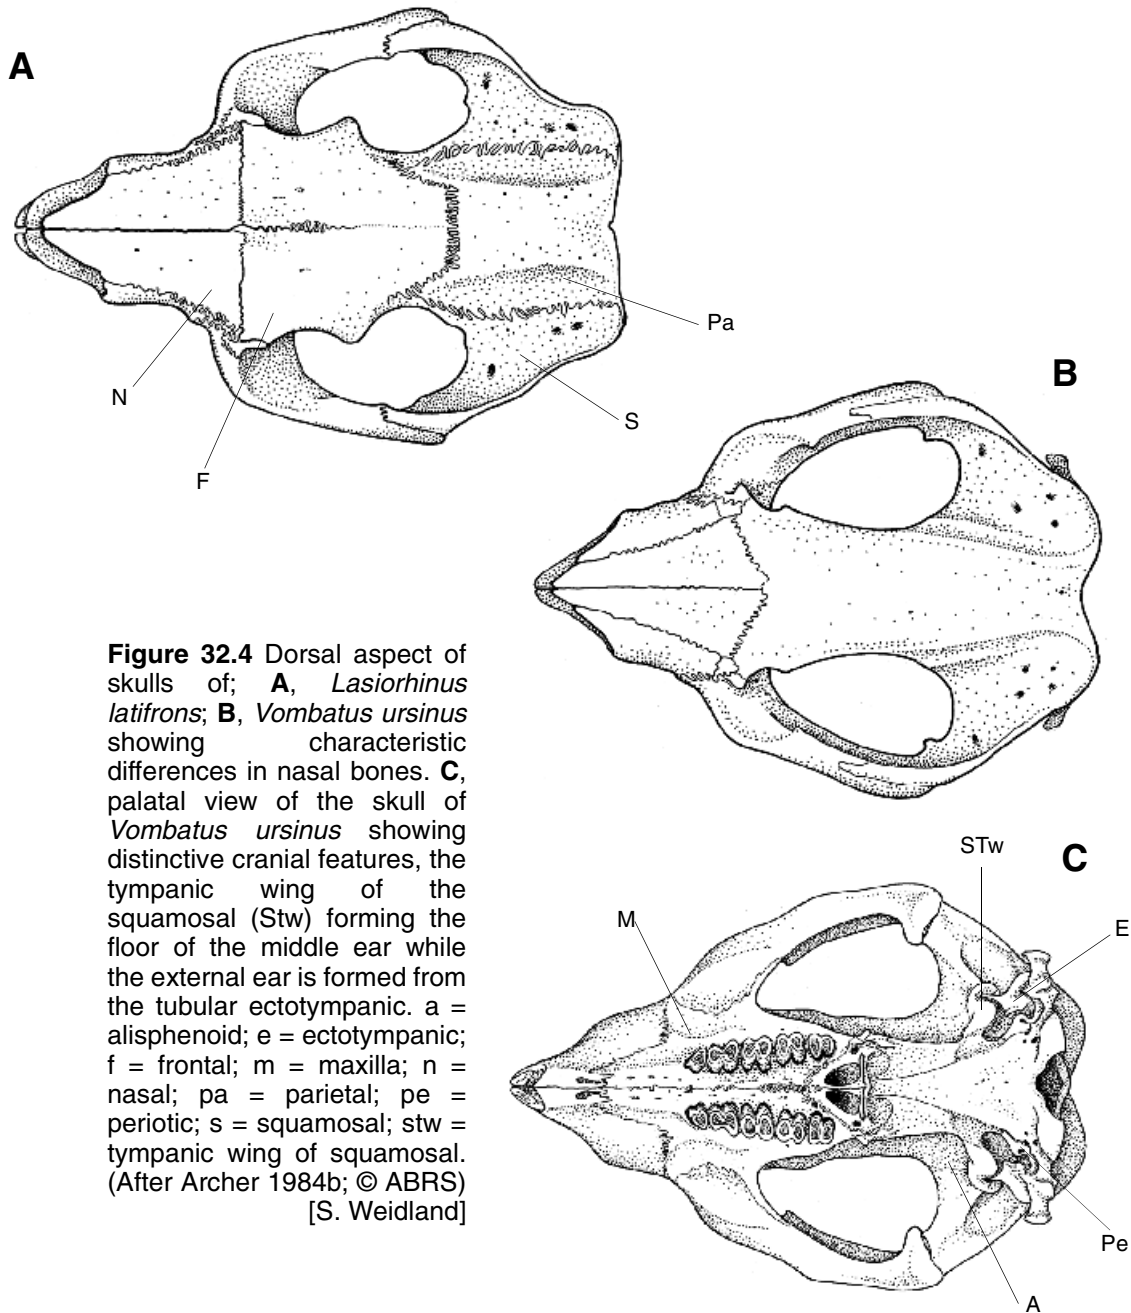 A
Pa
N
S
F
B
Figure 32.4 Dorsal aspect of
skulls of; A, Lasiorhinus
latifrons; B, Vombatus ursinus
showing characteristic
differences in nasal bones. C,
palatal view of the skull of
Vombatus ursinus showing
distinctive cranial features, the
tympanic wing of the
squamosal (Stw) forming the
floor of the middle ear while
the external ear is formed from
the tubular ectotympanic. a =
alisphenoid; e = ectotympanic;
f = frontal; m = maxilla; n =
nasal; pa = parietal; pe =
periotic; s = squamosal; stw =
tympanic wing of squamosal.
(After Archer 1984b; © ABRS)
[S. Weidland]
STw
C
M
E
Pe
A